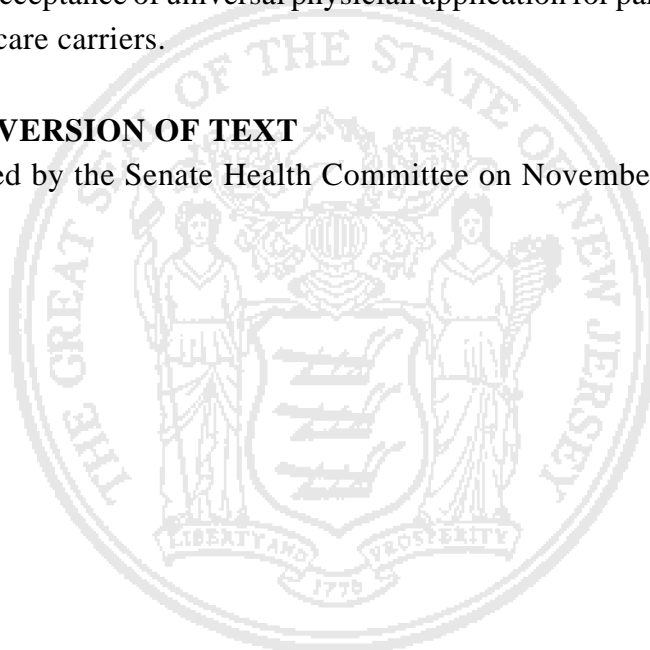 acceptance of universal physician application for pa
care carriers.
VERSION OF TEXT
ed by the Senate Health Committee on Novembe
THE GREAT SEAL OF THE STATE OF NEW JERSEY
LIBERTY AND PROSPERITY
1776